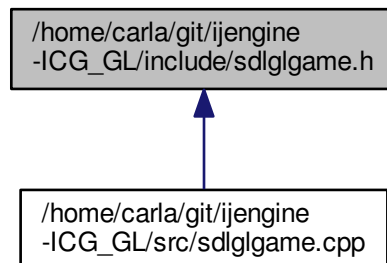 /home/carla/git/ijengine
-ICG_GL/include/sdlglgame.h
/home/carla/git/ijengine
-ICG_GL/src/sdlglgame.cpp